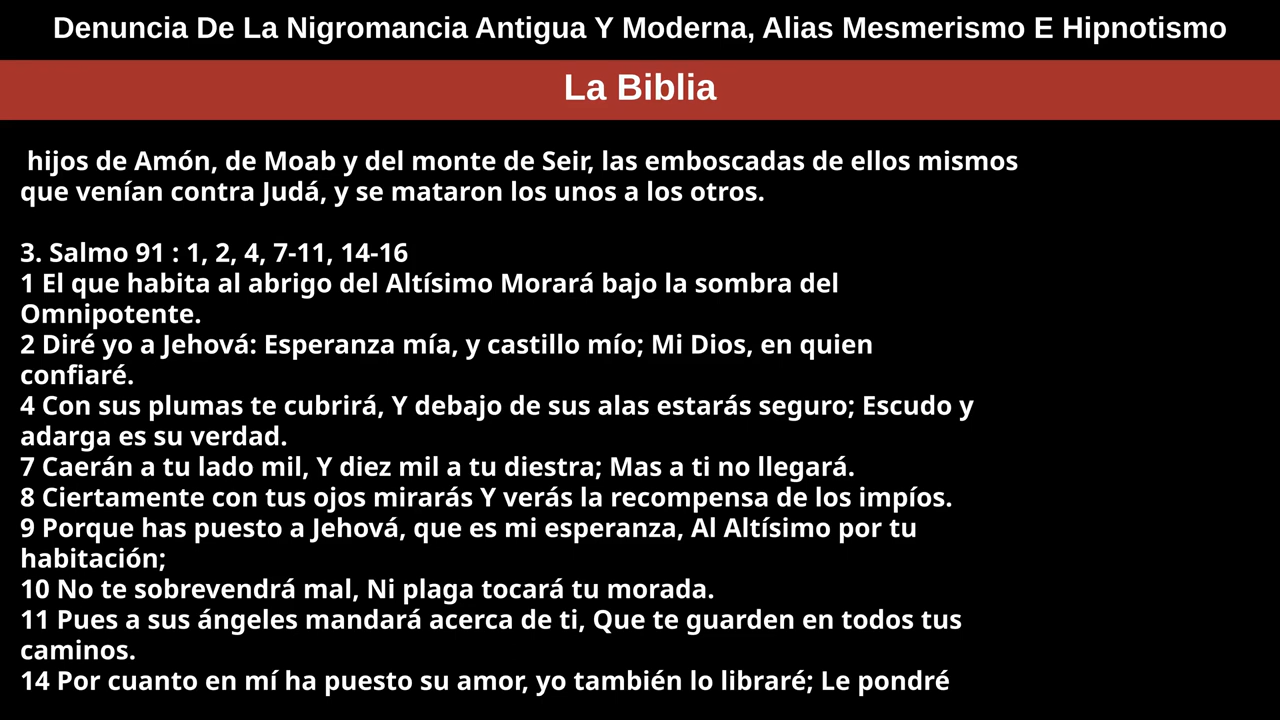 Denuncia De La Nigromancia Antigua Y Moderna, Alias Mesmerismo E Hipnotismo
La Biblia
hijos de Amón, de Moab y del monte de Seir, las emboscadas de ellos mismos
que venían contra Judá, y se mataron los unos a los otros.
3. Salmo 91 : 1, 2, 4, 7-11, 14-16
1 El que habita al abrigo del Altísimo Morará bajo la sombra del
Omnipotente.
2 Diré yo a Jehová: Esperanza mía, y castillo mío; Mi Dios, en quien
confiaré.
4 Con sus plumas te cubrirá, Y debajo de sus alas estarás seguro; Escudo y
adarga es su verdad.
7 Caerán a tu lado mil, Y diez mil a tu diestra; Mas a ti no llegará.
8 Ciertamente con tus ojos mirarás Y verás la recompensa de los impíos.
9 Porque has puesto a Jehová, que es mi esperanza, Al Altísimo por tu
habitación;
10 No te sobrevendrá mal, Ni plaga tocará tu morada.
11 Pues a sus ángeles mandará acerca de ti, Que te guarden en todos tus
caminos.
14 Por cuanto en mí ha puesto su amor, yo también lo libraré; Le pondré